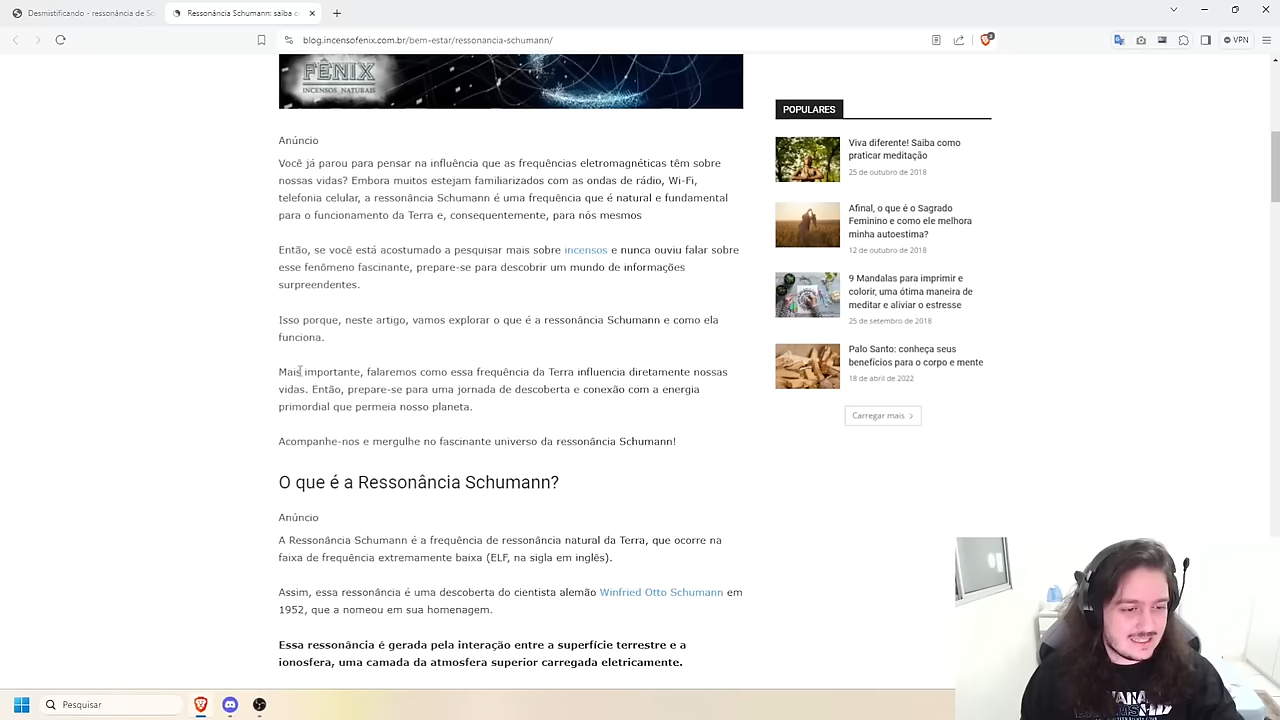 Desmistificando - ressonância de Sc
Ressonância Schumann saiba c
blog.incensofenix.com.br/bem-estar/ressonancia-schumann/
VPN
FÊNIX
INCENSOS NATURAIS
Anúncio
Você já parou para pensar na influência que as frequências eletromagnéticas têm sobre
nossas vidas? Embora muitos estejam familiarizados com as ondas de rádio, Wi-Fi,
telefonia celular, a ressonância Schumann é uma frequência que é natural e fundamental
para o funcionamento da Terra e, consequentemente, para nós mesmos
Então, se você está acostumado a pesquisar mais sobre incensos e nunca ouviu falar sobre
esse fenômeno fascinante, prepare-se para descobrir um mundo de informações
surpreendentes.
Isso porque, neste artigo, vamos explorar o que é a ressonância Schumann e como ela
funciona.
Mais importante, falaremos como essa frequência da Terra influencia diretamente nossas
vidas. Então, prepare-se para uma jornada de descoberta e conexão com a energia
primordial que permeia nosso planeta.
Acompanhe-nos e mergulhe no fascinante universo da ressonância Schumann!
O que é a Ressonância Schumann?
Anúncio
A Ressonância Schumann é a frequência de ressonância natural da Terra, que ocorre na
faixa de frequência extremamente baixa (ELF, na sigla em inglês).
Assim, essa ressonância é uma descoberta do cientista alemão Winfried Otto Schumann em
1952, que a nomeou em sua homenagem.
Essa ressonância é gerada pela interação entre a superfície terrestre e a
ionosfera, uma camada da atmosfera superior carregada eletricamente.
POPULARES
Viva diferente! Saiba como
praticar meditação
25 de outubro de 2018
Afinal, o que é o Sagrado
Feminino e como ele melhora
minha autoestima?
12 de outubro de 2018
9 Mandalas para imprimir e
colorir, uma ótima maneira de
meditar e aliviar o estresse
25 de setembro de 2018
Palo Santo: conheça seus
benefícios para o corpo e mente
18 de abril de 2022
Carregar mais
Pesquisar